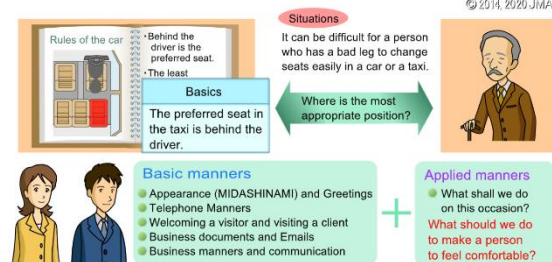 © 2014, 2020 JMA
Rules of the car
・Behind the
driver is the
preferred seat.
・The least
Basics
The preferred seat in
the taxi is behind the
driver.
Situations
It can be difficult for a person
who has a bad leg to change
seats easily in a car or a taxi.
Where is the most
appropriate position?
Basic manners
Appearance (MIDASHINAMI) and Greetings
Telephone Manners
Welcoming a visitor and visiting a client
Business documents and Emails
Business manners and communication
+
Applied manners
What shall we do
on this occasion?
What should we do
to make a person
to feel comfortable?